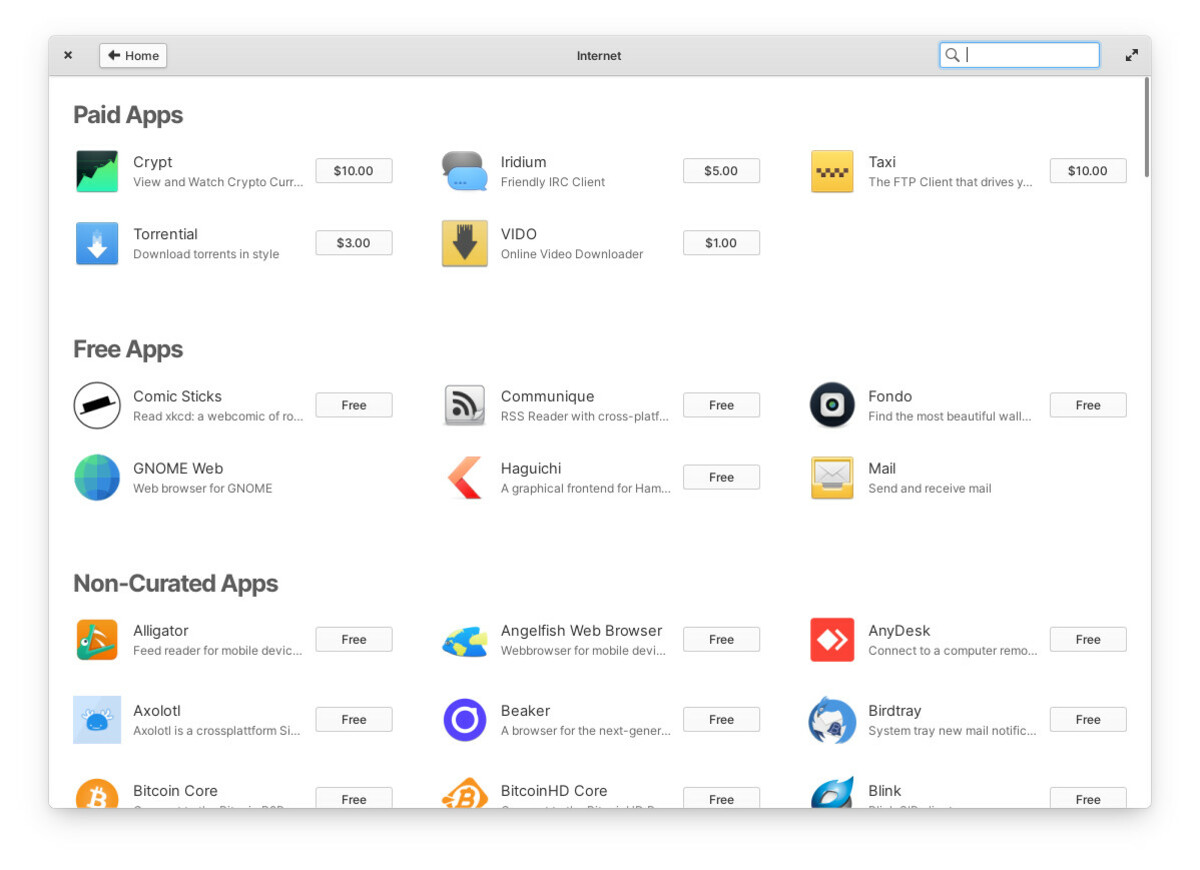 Home
Internet
Paid Apps
Crypt
View and Watch Crypto Curr...
$10.00
Iridium
Friendly IRC Client
$5.00
Taxi
The FTP Client that drives y...
$10.00
Torrential
Download torrents in style
$3.00
VIDO
Online Video Downloader
$1.00
Free Apps
Comic Sticks
Read xkcd: a webcomic of ro...
Free
Communique
RSS Reader with cross-platf...
Free
Fondo
Find the most beautiful wall...
Free
GNOME Web
Web browser for GNOME
Haguichi
A graphical frontend for Ham...
Free
Mail
Send and receive mail
Non-Curated Apps
Alligator
Feed reader for mobile devic...
Free
Angelfish Web Browser
Webbrowser for mobile devi...
Free
AnyDesk
Connect to a computer remo...
Free
Axolotl
Axolotl is a crossplattform Si...
Free
Beaker
A browser for the next-gener...
Free
Birdtray
System tray new mail notific...
Free
Bitcoin Core
Free
BitcoinHD Core
Free
Blink
Free